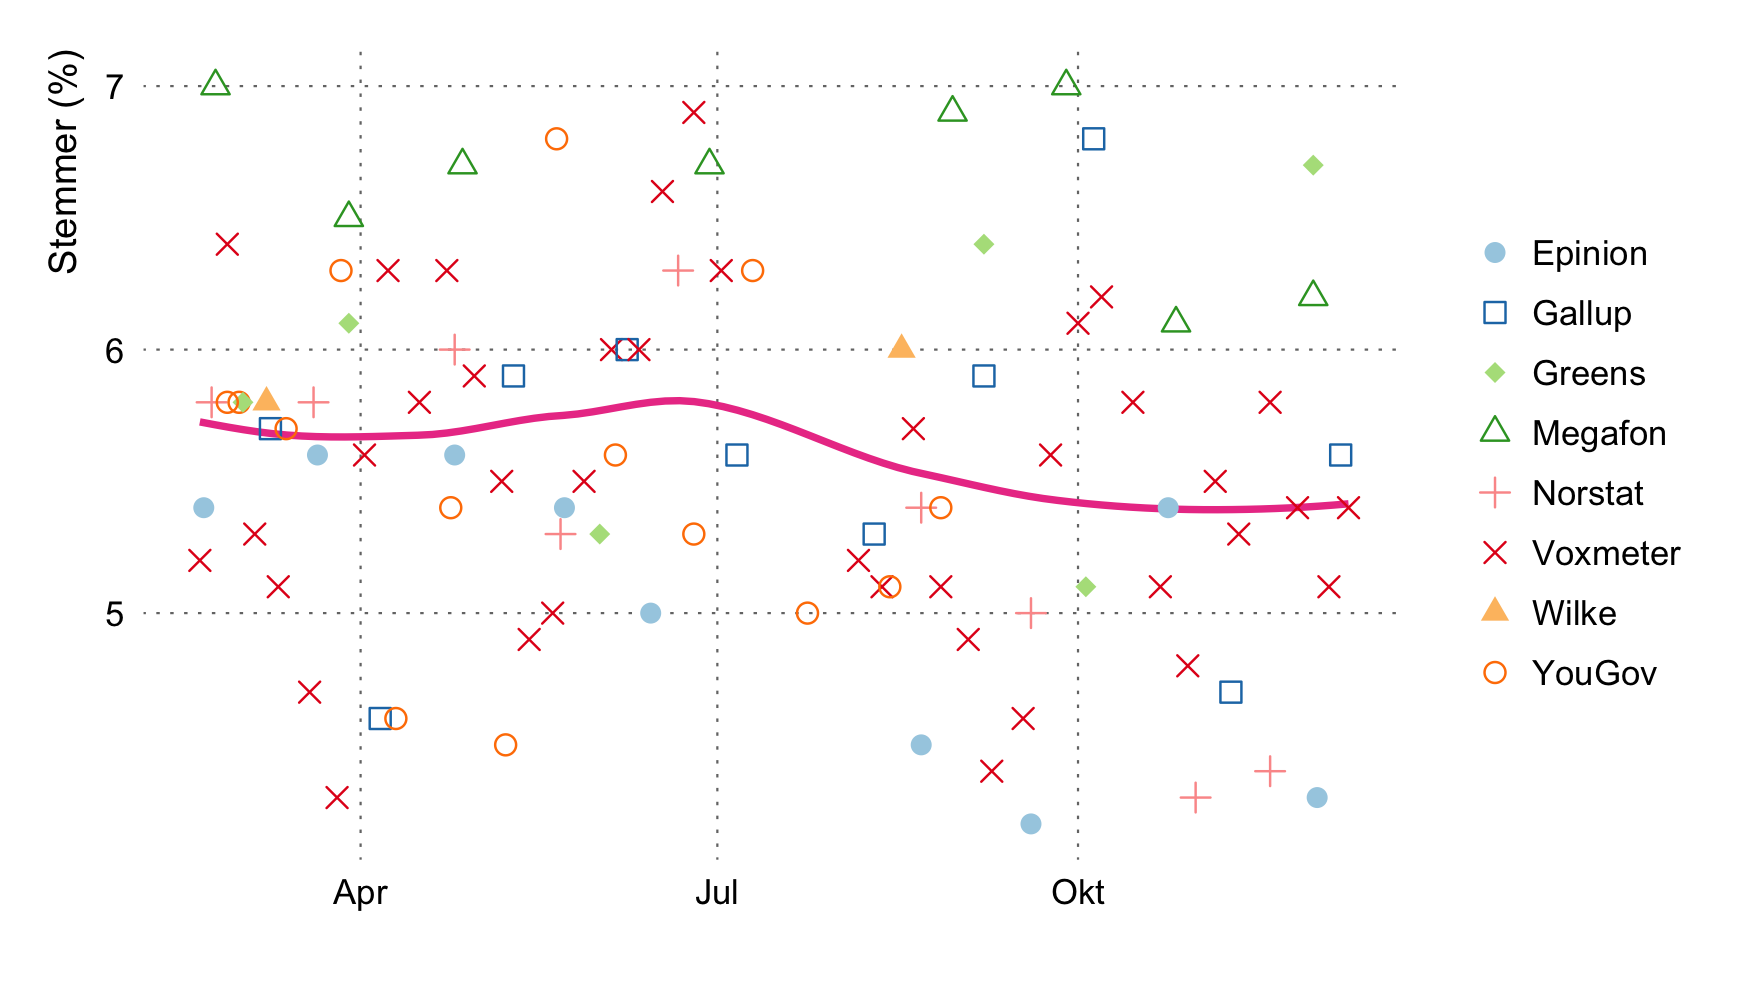 Stemmer (%)
7
6
5
Apr
Jul
Okt
Epinion
Gallup
Greens
Megafon
Norstat
Voxmeter
Wilke
YouGov